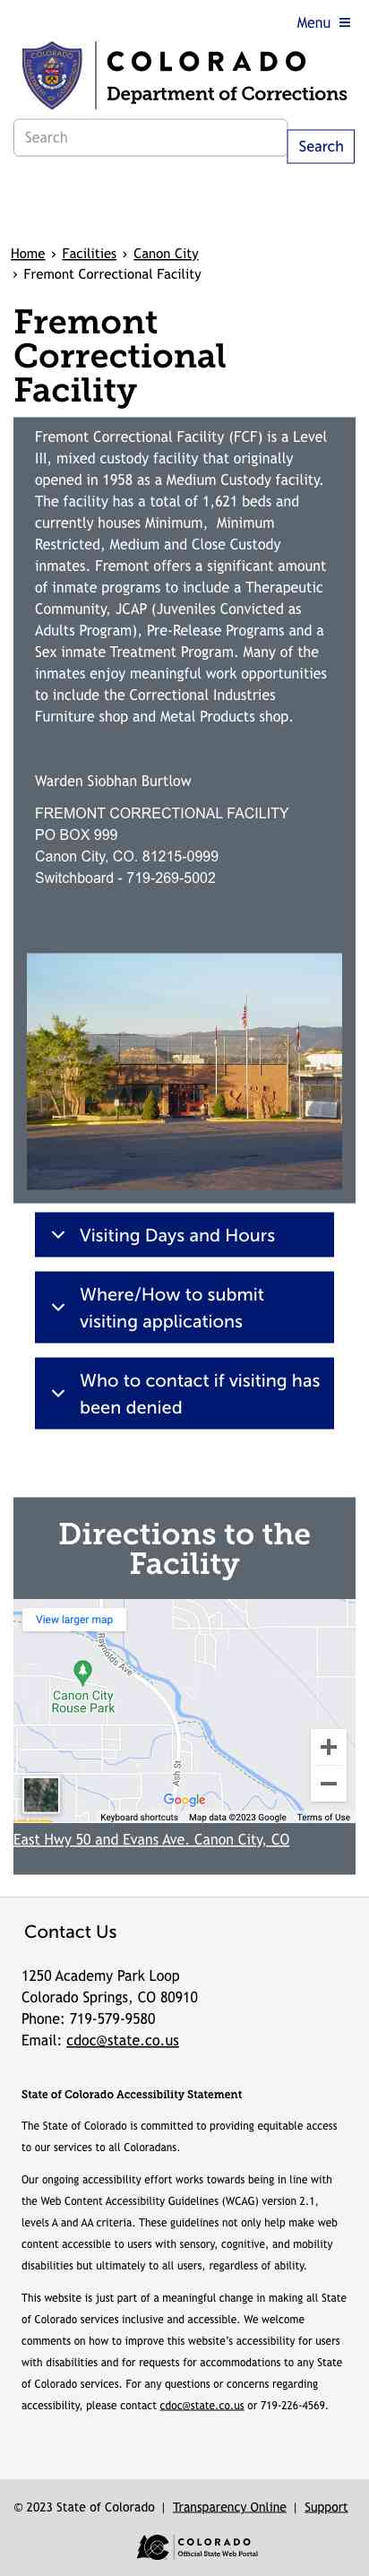 Menu
COLORADO
Department of Corrections
Search
Search
Home › Facilities › Canon City
› Fremont Correctional Facility
Fremont
Correctional
Facility
Fremont Correctional Facility (FCF) is a Level
III, mixed custody facility that originally
opened in 1958 as a Medium Custody facility.
The facility has a total of 1,621 beds and
currently houses Minimum,  Minimum
Restricted, Medium and Close Custody
inmates. Fremont offers a significant amount
of inmate programs to include a Therapeutic
Community, JCAP (Juveniles Convicted as
Adults Program), Pre-Release Programs and a
Sex inmate Treatment Program. Many of the
inmates enjoy meaningful work opportunities
to include the Correctional Industries
Furniture shop and Metal Products shop.
Warden Siobhan Burtlow
FREMONT CORRECTIONAL FACILITY
PO BOX 999
Canon City, CO. 81215-0999
Switchboard - 719-269-5002
Visiting Days and Hours
Where/How to submit
visiting applications
Who to contact if visiting has
been denied
Directions to the
Facility
View larger map
Raynolds Ave
Canon City
Rouse Park
Ash St
Google
Keyboard shortcuts Map data ©2023 Google Terms of Use
East Hwy 50 and Evans Ave. Canon City, CO
Contact Us
1250 Academy Park Loop
Colorado Springs, CO 80910
Phone: 719-579-9580
Email: cdoc@state.co.us
State of Colorado Accessibility Statement
The State of Colorado is committed to providing equitable access
to our services to all Coloradans.
Our ongoing accessibility effort works towards being in line with
the Web Content Accessibility Guidelines (WCAG) version 2.1,
levels A and AA criteria. These guidelines not only help make web
content accessible to users with sensory, cognitive, and mobility
disabilities but ultimately to all users, regardless of ability.
This website is just part of a meaningful change in making all State
of Colorado services inclusive and accessible. We welcome
comments on how to improve this website’s accessibility for users
with disabilities and for requests for accommodations to any State
of Colorado services. For any questions or concerns regarding
accessibility, please contact cdoc@state.co.us or 719-226-4569.
© 2023 State of Colorado | Transparency Online | Support
COLORADO
Official State Web Portal